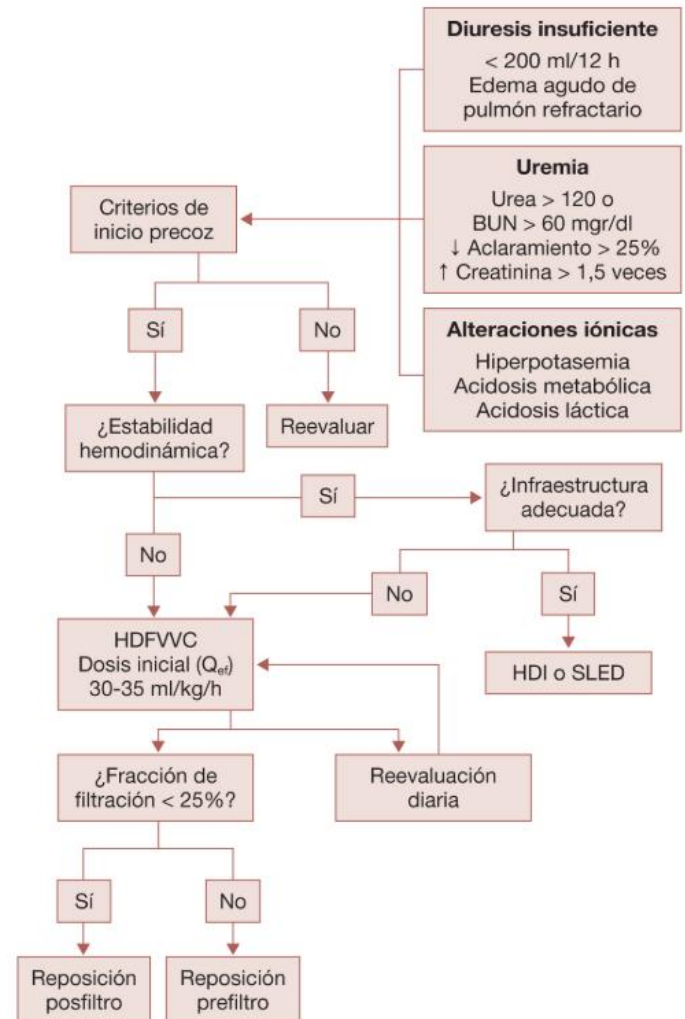 Diuresis insuficiente
< 200 ml/12 h
Edema agudo de
pulmón refractario
Uremia
Urea > 120 o
BUN > 60 mgr/dl
↓ Aclaramiento > 25%
↑ Creatinina > 1,5 veces
Alteraciones iónicas
Hiperpotasemia
Acidosis metabólica
Acidosis láctica
Criterios de
inicio precoz
Sí
No
¿Estabilidad
hemodinámica?
Reevaluar
Sí
¿Infraestructura
adecuada?
No
No
Sí
HDFVVC
Dosis inicial (Qef)
30-35 ml/kg/h
HDI o SLED
¿Fracción de
filtración < 25%?
Reevaluación
diaria
Sí
No
Reposición
posfiltro
Reposición
prefiltro